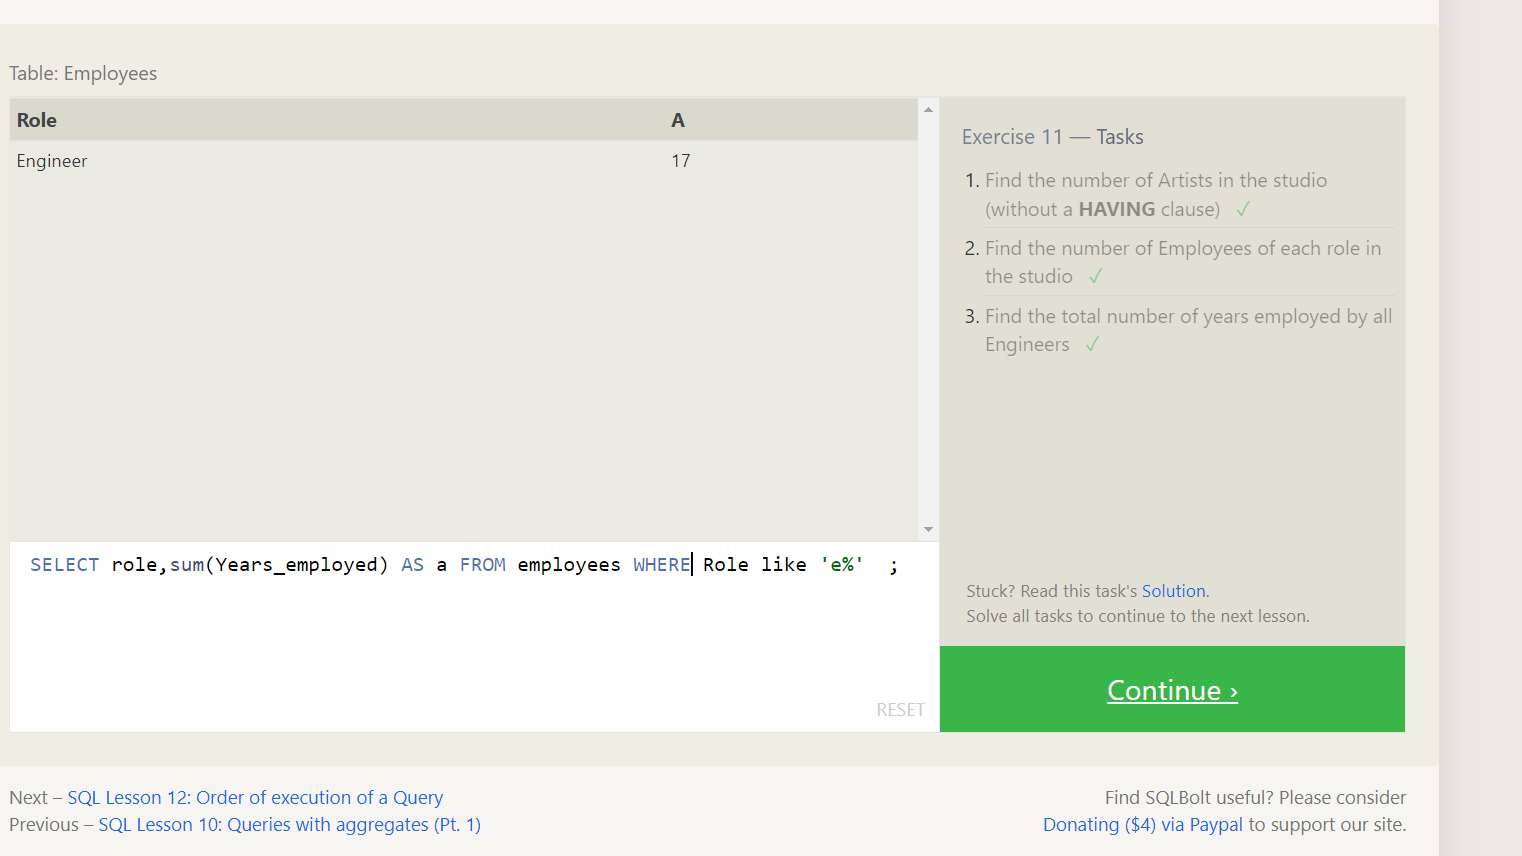 Table: Employees
Role A
Engineer 17
Exercise 11 — Tasks
1. Find the number of Artists in the studio
(without a HAVING clause) ✓
2. Find the number of Employees of each role in
the studio ✓
3. Find the total number of years employed by all
Engineers ✓
SELECT role,sum(Years_employed) AS a FROM employees WHERE Role like 'e%'  ;
RESET
Stuck? Read this task's Solution.
Solve all tasks to continue to the next lesson.
Continue ›
Next – SQL Lesson 12: Order of execution of a Query
Previous – SQL Lesson 10: Queries with aggregates (Pt. 1)
Find SQLBolt useful? Please consider
Donating ($4) via Paypal to support our site.